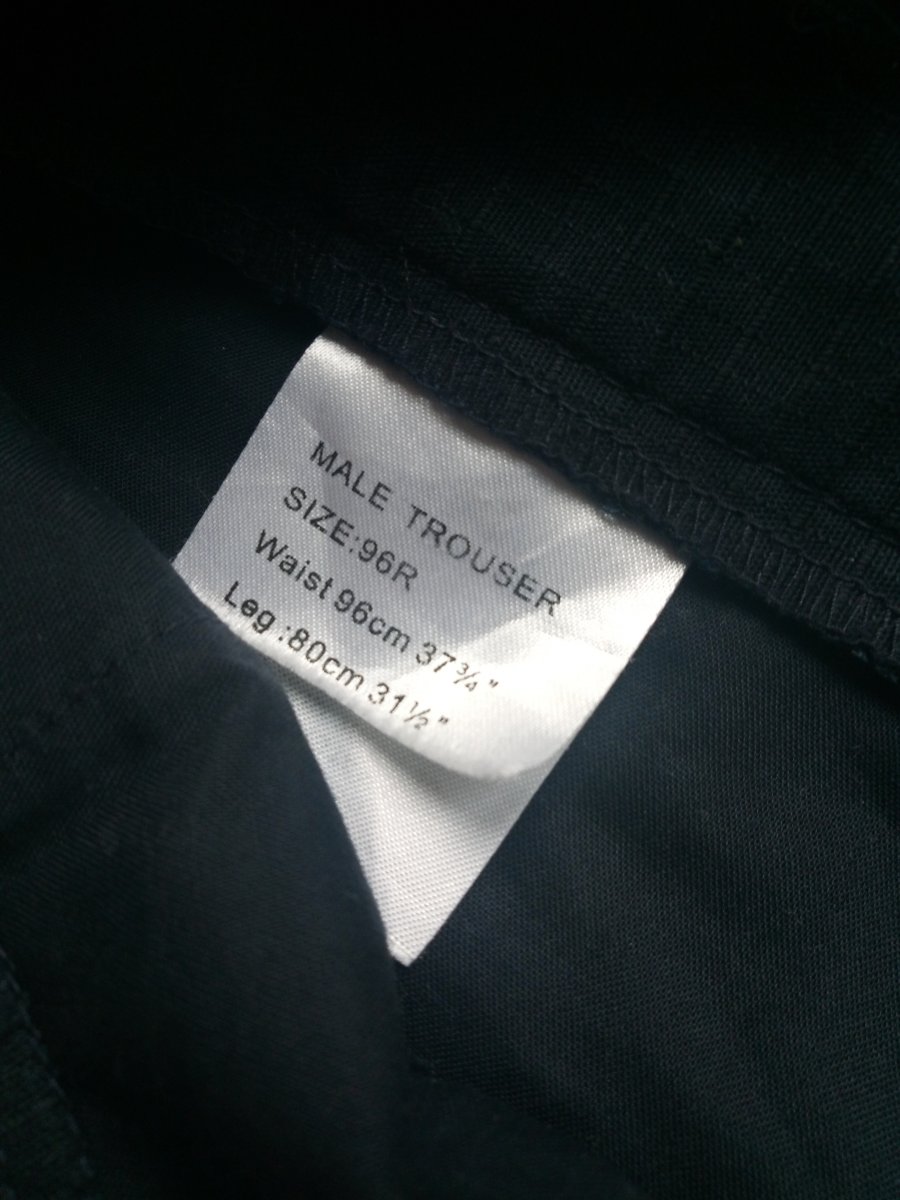 MALE TROUSER
SIZE:96R
Waist 96cm 37¾"
Leg :80cm 31½"